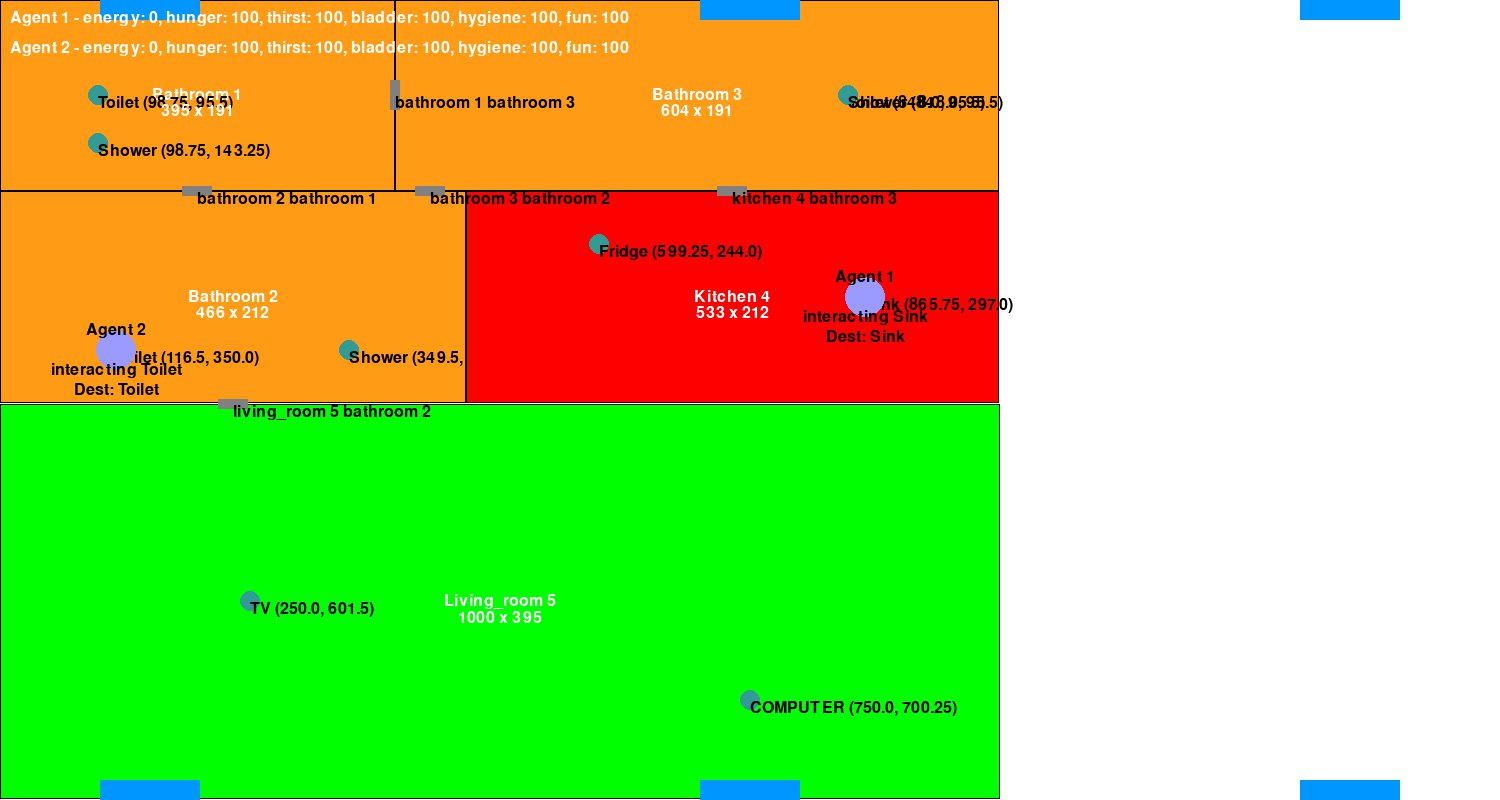 Agent 1 - energy: 0, hunger: 100, thirst: 100, bladder: 100, hygiene: 100, fun: 100
Agent 2 - energy: 0, hunger: 100, thirst: 100, bladder: 100, hygiene: 100, fun: 100
Bathroom 1
395 x 191
Toilet (98.75, 95.5)
bathroom 1 bathroom 3
Bathroom 3
604 x 191
Shower (98.75, 143.25)
bathroom 2 bathroom 1
bathroom 3 bathroom 2
kitchen 4 bathroom 3
Fridge (599.25, 244.0)
Agent 1
Bathroom 2
466 x 212
Kitchen 4
533 x 212
(865.75, 297.0)
interacting Sink
Dest: Sink
Agent 2
(116.5, 350.0)
Shower (349.5,
interacting Toilet
Dest: Toilet
living_room 5 bathroom 2
Living_room 5
1000 x 395
TV (250.0, 601.5)
COMPUTER (750.0, 700.25)